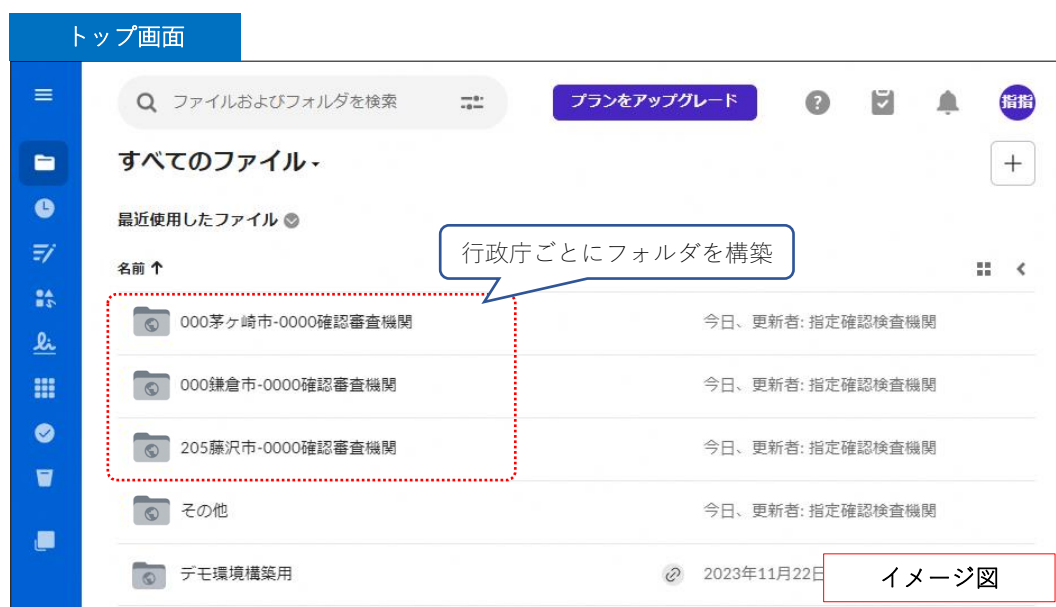 トップ画面
ファイルおよびフォルダを検索
プランをアップグレード
指指
すべてのファイル
最近使用したファイル
行政庁ごとにフォルダを構築
名前 ↑
000茅ヶ崎市-0000確認審査機関 今日、更新者: 指定確認検査機関
000鎌倉市-0000確認審査機関 今日、更新者: 指定確認検査機関
205藤沢市-0000確認審査機関 今日、更新者: 指定確認検査機関
その他 今日、更新者: 指定確認検査機関
デモ環境構築用 2023年11月22日
イメージ図